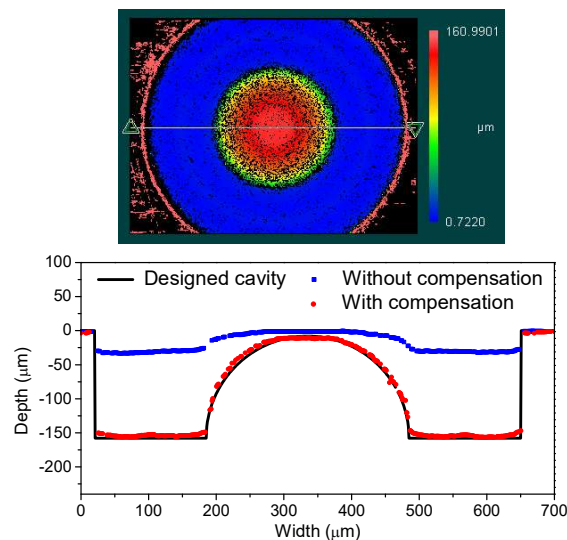 160.9901
µm
0.7220
100
50
0
-50
-100
-150
-200
Depth (µm)
Designed cavity
Without compensation
With compensation
0 100 200 300 400 500 600 700
Width (µm)